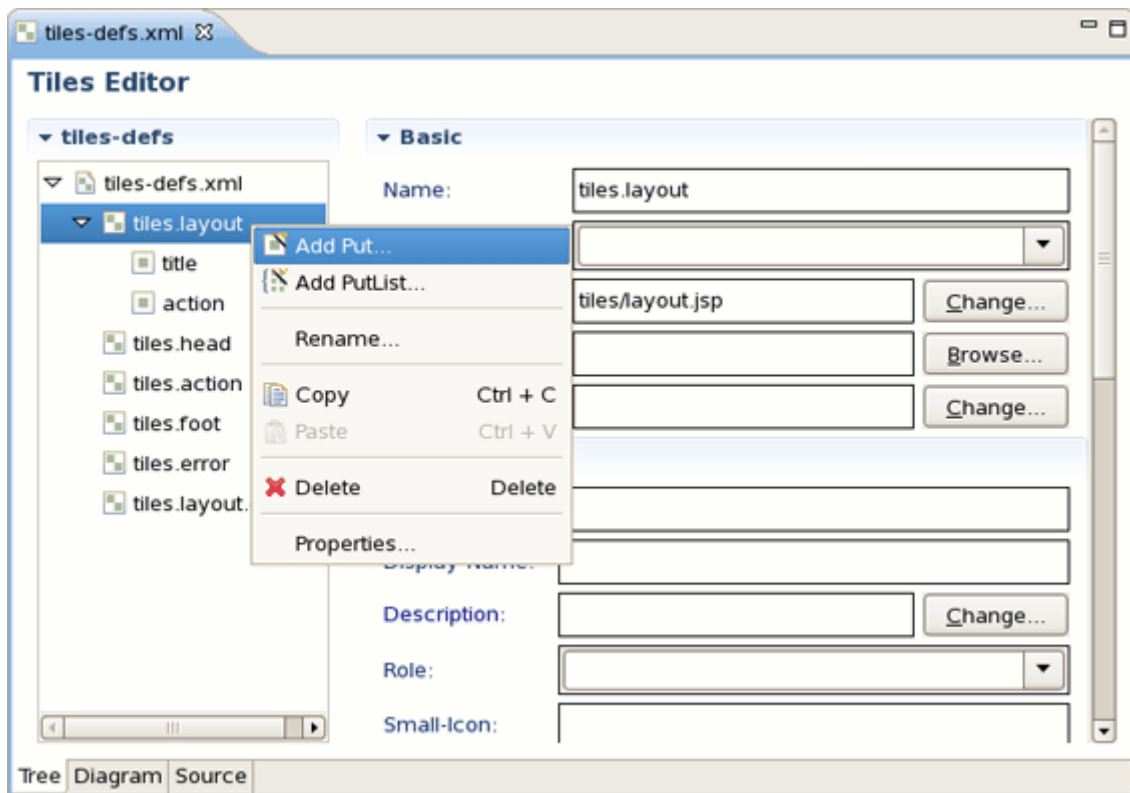 tiles-defs.xml
Tiles Editor
tiles-defs
tiles-defs.xml
tiles.layout
title
action
tiles.head
tiles.action
tiles.foot
tiles.error
tiles.layout.
Add Put...
Add PutList...
Rename...
Copy Ctrl + C
Paste Ctrl + V
Delete Delete
Properties...
Basic
Name: tiles.layout
tiles/layout.jsp Change...
Browse...
Change...
Display-Name:
Description: Change...
Role:
Small-Icon:
Tree Diagram Source